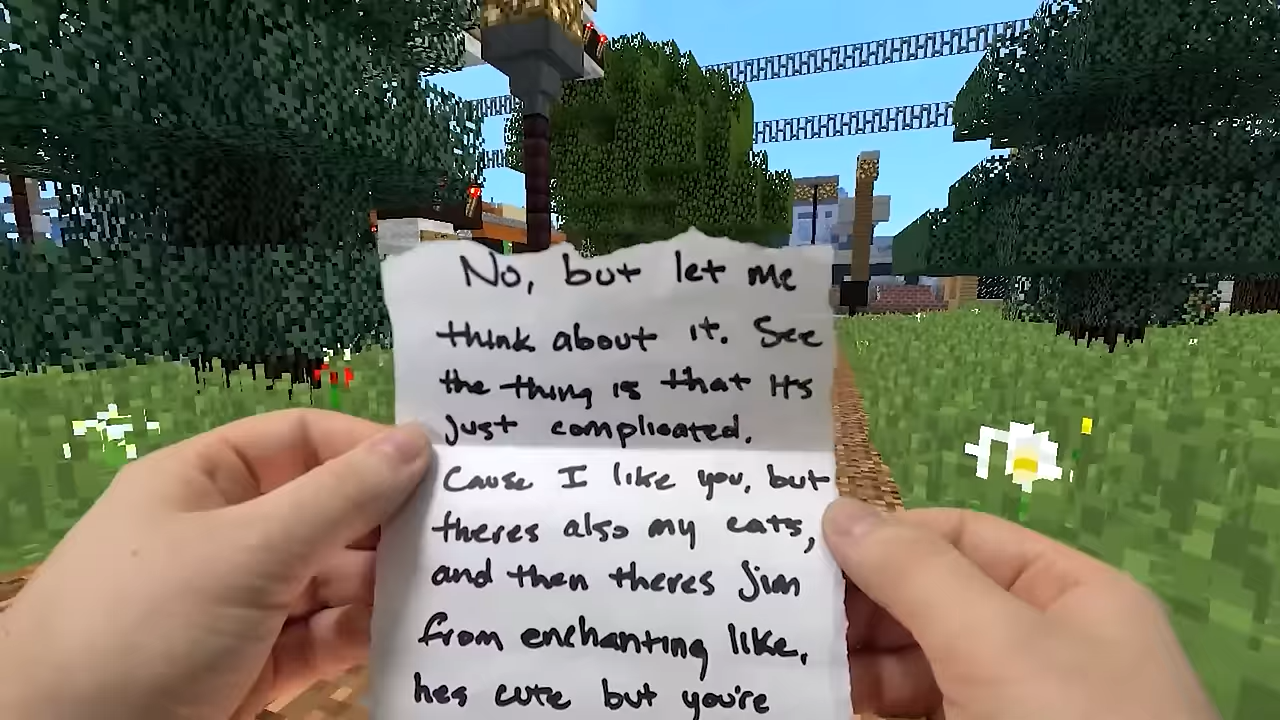 No, but let me
think about it. See
the thing is that its
just complicated.
Cause I like you, but
theres also my cats,
and then theres Jim
from enchanting like,
hes cute but you're